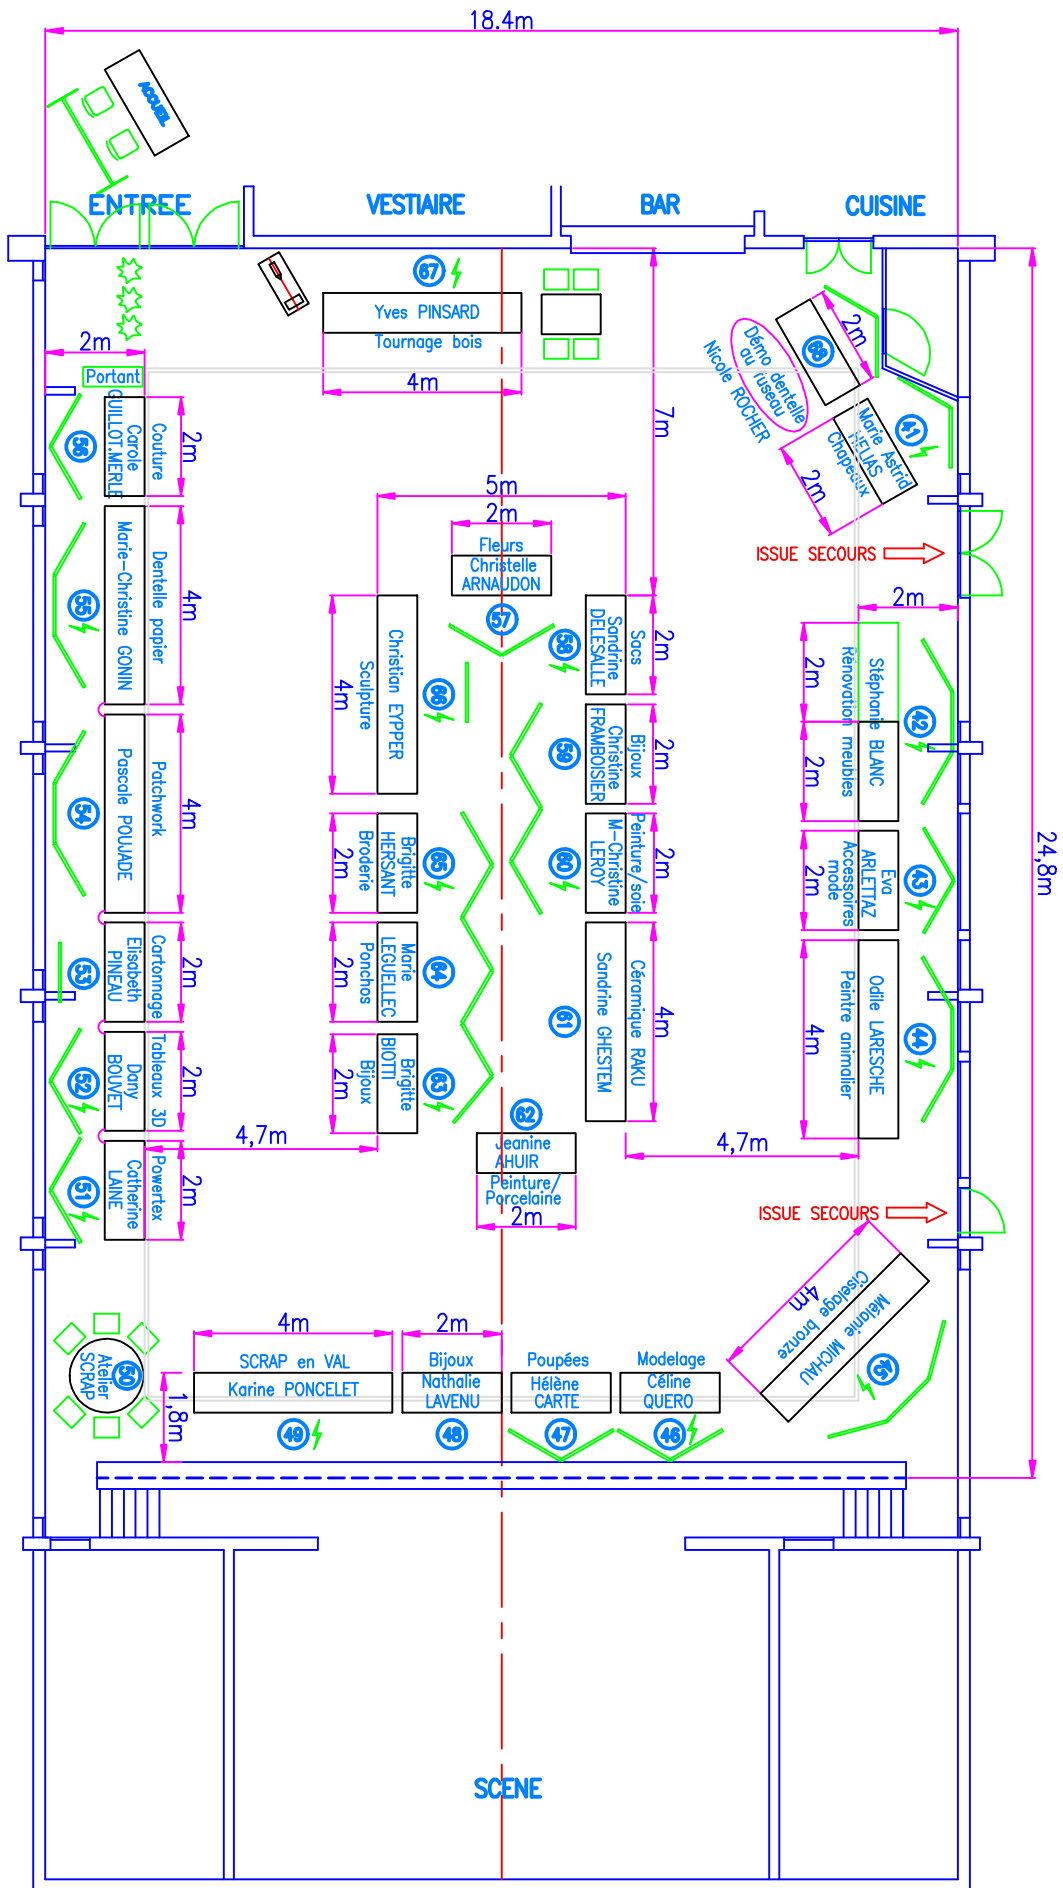 18.4m
ACCUEIL
ENTREE
VESTIAIRE
BAR
CUISINE
67
Yves PINSARD
Tournage bois
4m
2m
Portant
7m
24,8m
68
2m
Démo dentelle
au fuseau
Nicole ROCHER
41
Marie Astrid
HELIAS
Chapeaux
2m
ISSUE SECOURS
2m
56
Couture
Carole
GUILLOT.MERLE
2m
55
Dentelle papier
Marie-Christine GONIN
4m
54
Patchwork
Pascale POUJADE
4m
53
Cartonnage
Elisabeth
PINEAU
2m
52
Tableaux 3D
Dany
BOUVET
2m
51
Powertex
Catherine
LAINE
2m
5m
2m
Fleurs
Christelle
ARNAUDON
57
66
Christian EYPPER
Sculpture
4m
65
Brigitte
HERSANT
Broderie
2m
64
Marie
LEGUELLEC
Ponchos
2m
63
Brigitte
BIOTTI
Bijoux
2m
58
Sacs
Sandrine
DELESALLE
2m
59
Bijoux
Christine
FRAMBOISIER
2m
60
Peinture/soie
M-Christine
LEROY
2m
61
Céramique RAKU
Sandrine GHESTEM
4m
62
Jeanine
AHUIR
Peinture/
Porcelaine
2m
4,7m
4,7m
42
Stéphanie BLANC
Rénovation meubles
2m
2m
43
Eva
ARLETTAZ
Accessoires
mode
2m
44
Odile LARESCHE
Peintre animalier
4m
ISSUE SECOURS
45
Mélanie MICHAU
Ciselage bronze
4m
50
Atelier
SCRAP
1,8m
4m
SCRAP en VAL
Karine PONCELET
49
2m
Bijoux
Nathalie
LAVENU
48
Poupées
Hélène
CARTE
47
Modelage
Céline
QUERO
46
SCENE